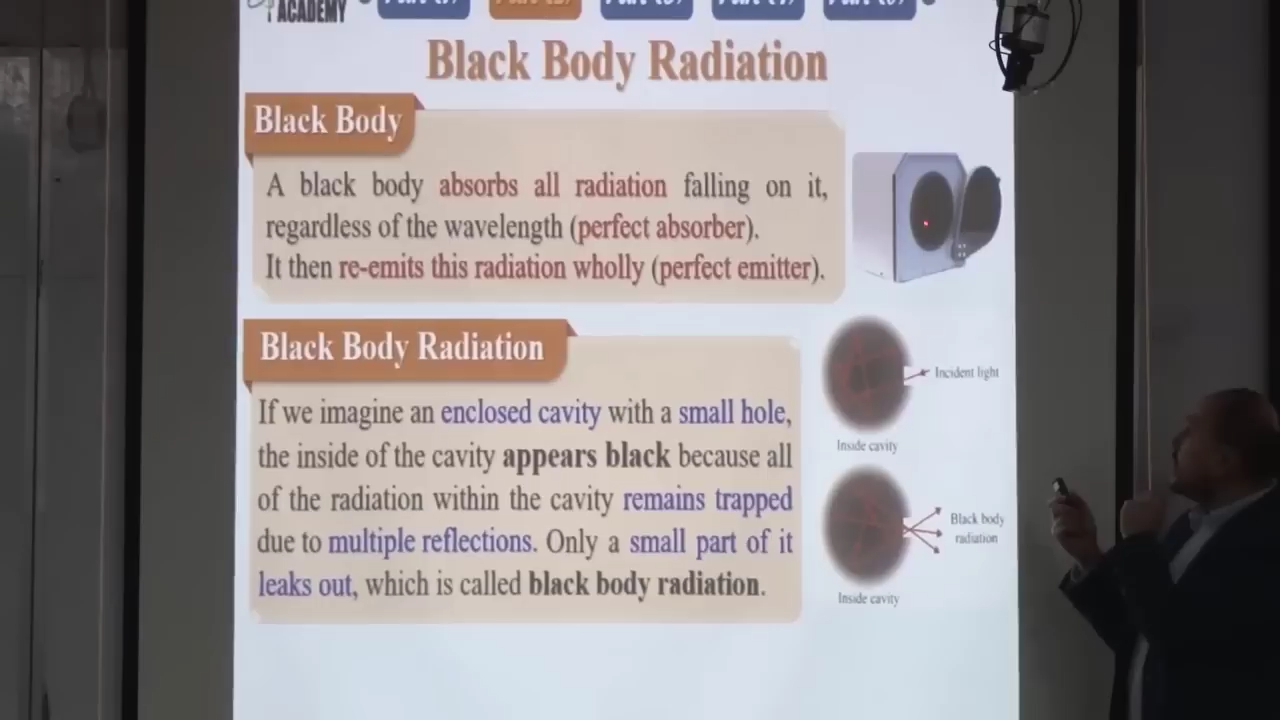 ACADEMY
Black Body Radiation
Black Body
A black body absorbs all radiation falling on it,
regardless of the wavelength (perfect absorber).
It then re-emits this radiation wholly (perfect emitter).
Black Body Radiation
If we imagine an enclosed cavity with a small hole,
the inside of the cavity appears black because all
of the radiation within the cavity remains trapped
due to multiple reflections. Only a small part of it
leaks out, which is called black body radiation.
Incident light
Inside cavity
Black body
radiation
Inside cavity